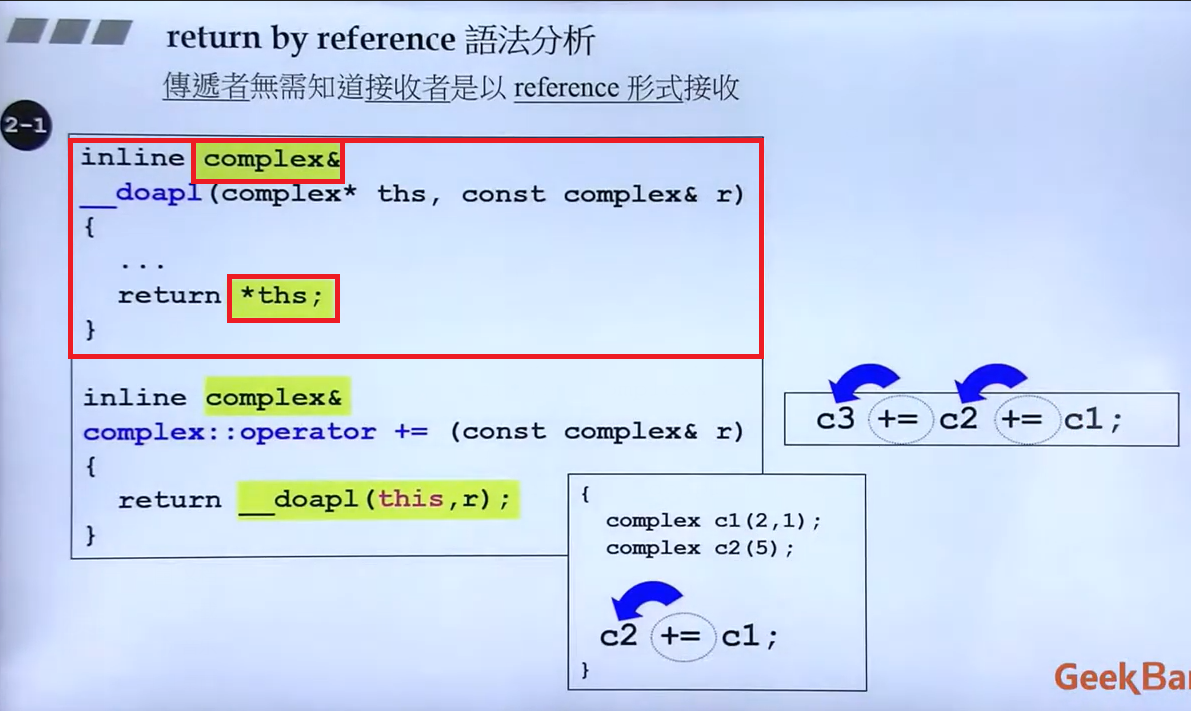 return by reference 語法分析
傳遞者無需知道接收者是以 reference 形式接收
2-1
inline complex&
__doapl(complex* ths, const complex& r)
{
...
return *ths;
}
inline complex&
complex::operator += (const complex& r)
{
return __doapl(this,r);
}
c3 += c2 += c1;
{
complex c1(2,1);
complex c2(5);
c2 += c1;
}